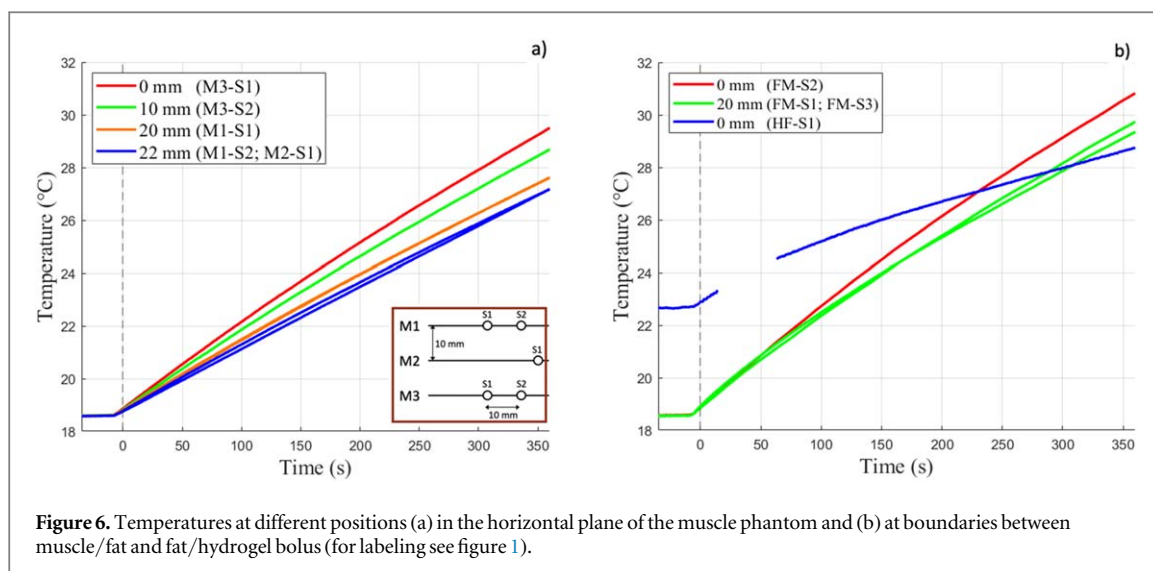 a)
32
30
28
26
24
22
20
18
Temperature (°C)
0 mm (M3-S1)
10 mm (M3-S2)
20 mm (M1-S1)
22 mm (M1-S2; M2-S1)
M1 S1 S2
10 mm
M2 S1
M3 S1 S2
10 mm
0 50 100 150 200 250 300 350
Time (s)
b)
32
30
28
26
24
22
20
18
Temperature (°C)
0 mm (FM-S2)
20 mm (FM-S1; FM-S3)
0 mm (HF-S1)
0 50 100 150 200 250 300 350
Time (s)
Figure 6. Temperatures at different positions (a) in the horizontal plane of the muscle phantom and (b) at boundaries between
muscle/fat and fat/hydrogel bolus (for labeling see figure 1).